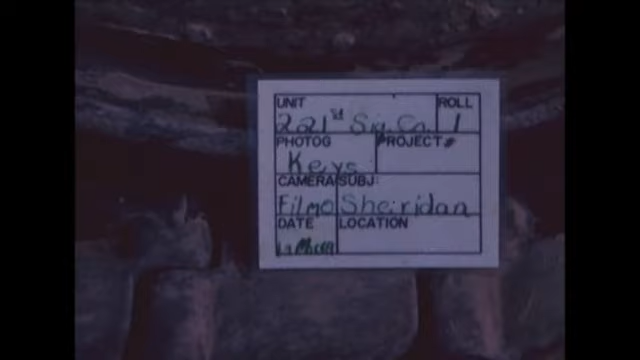 UNIT ROLL
221st Sig. Co. 1
PHOTOG PROJECT#
Keys
CAMERA SUBJ:
Filmo Sheridan
DATE LOCATION